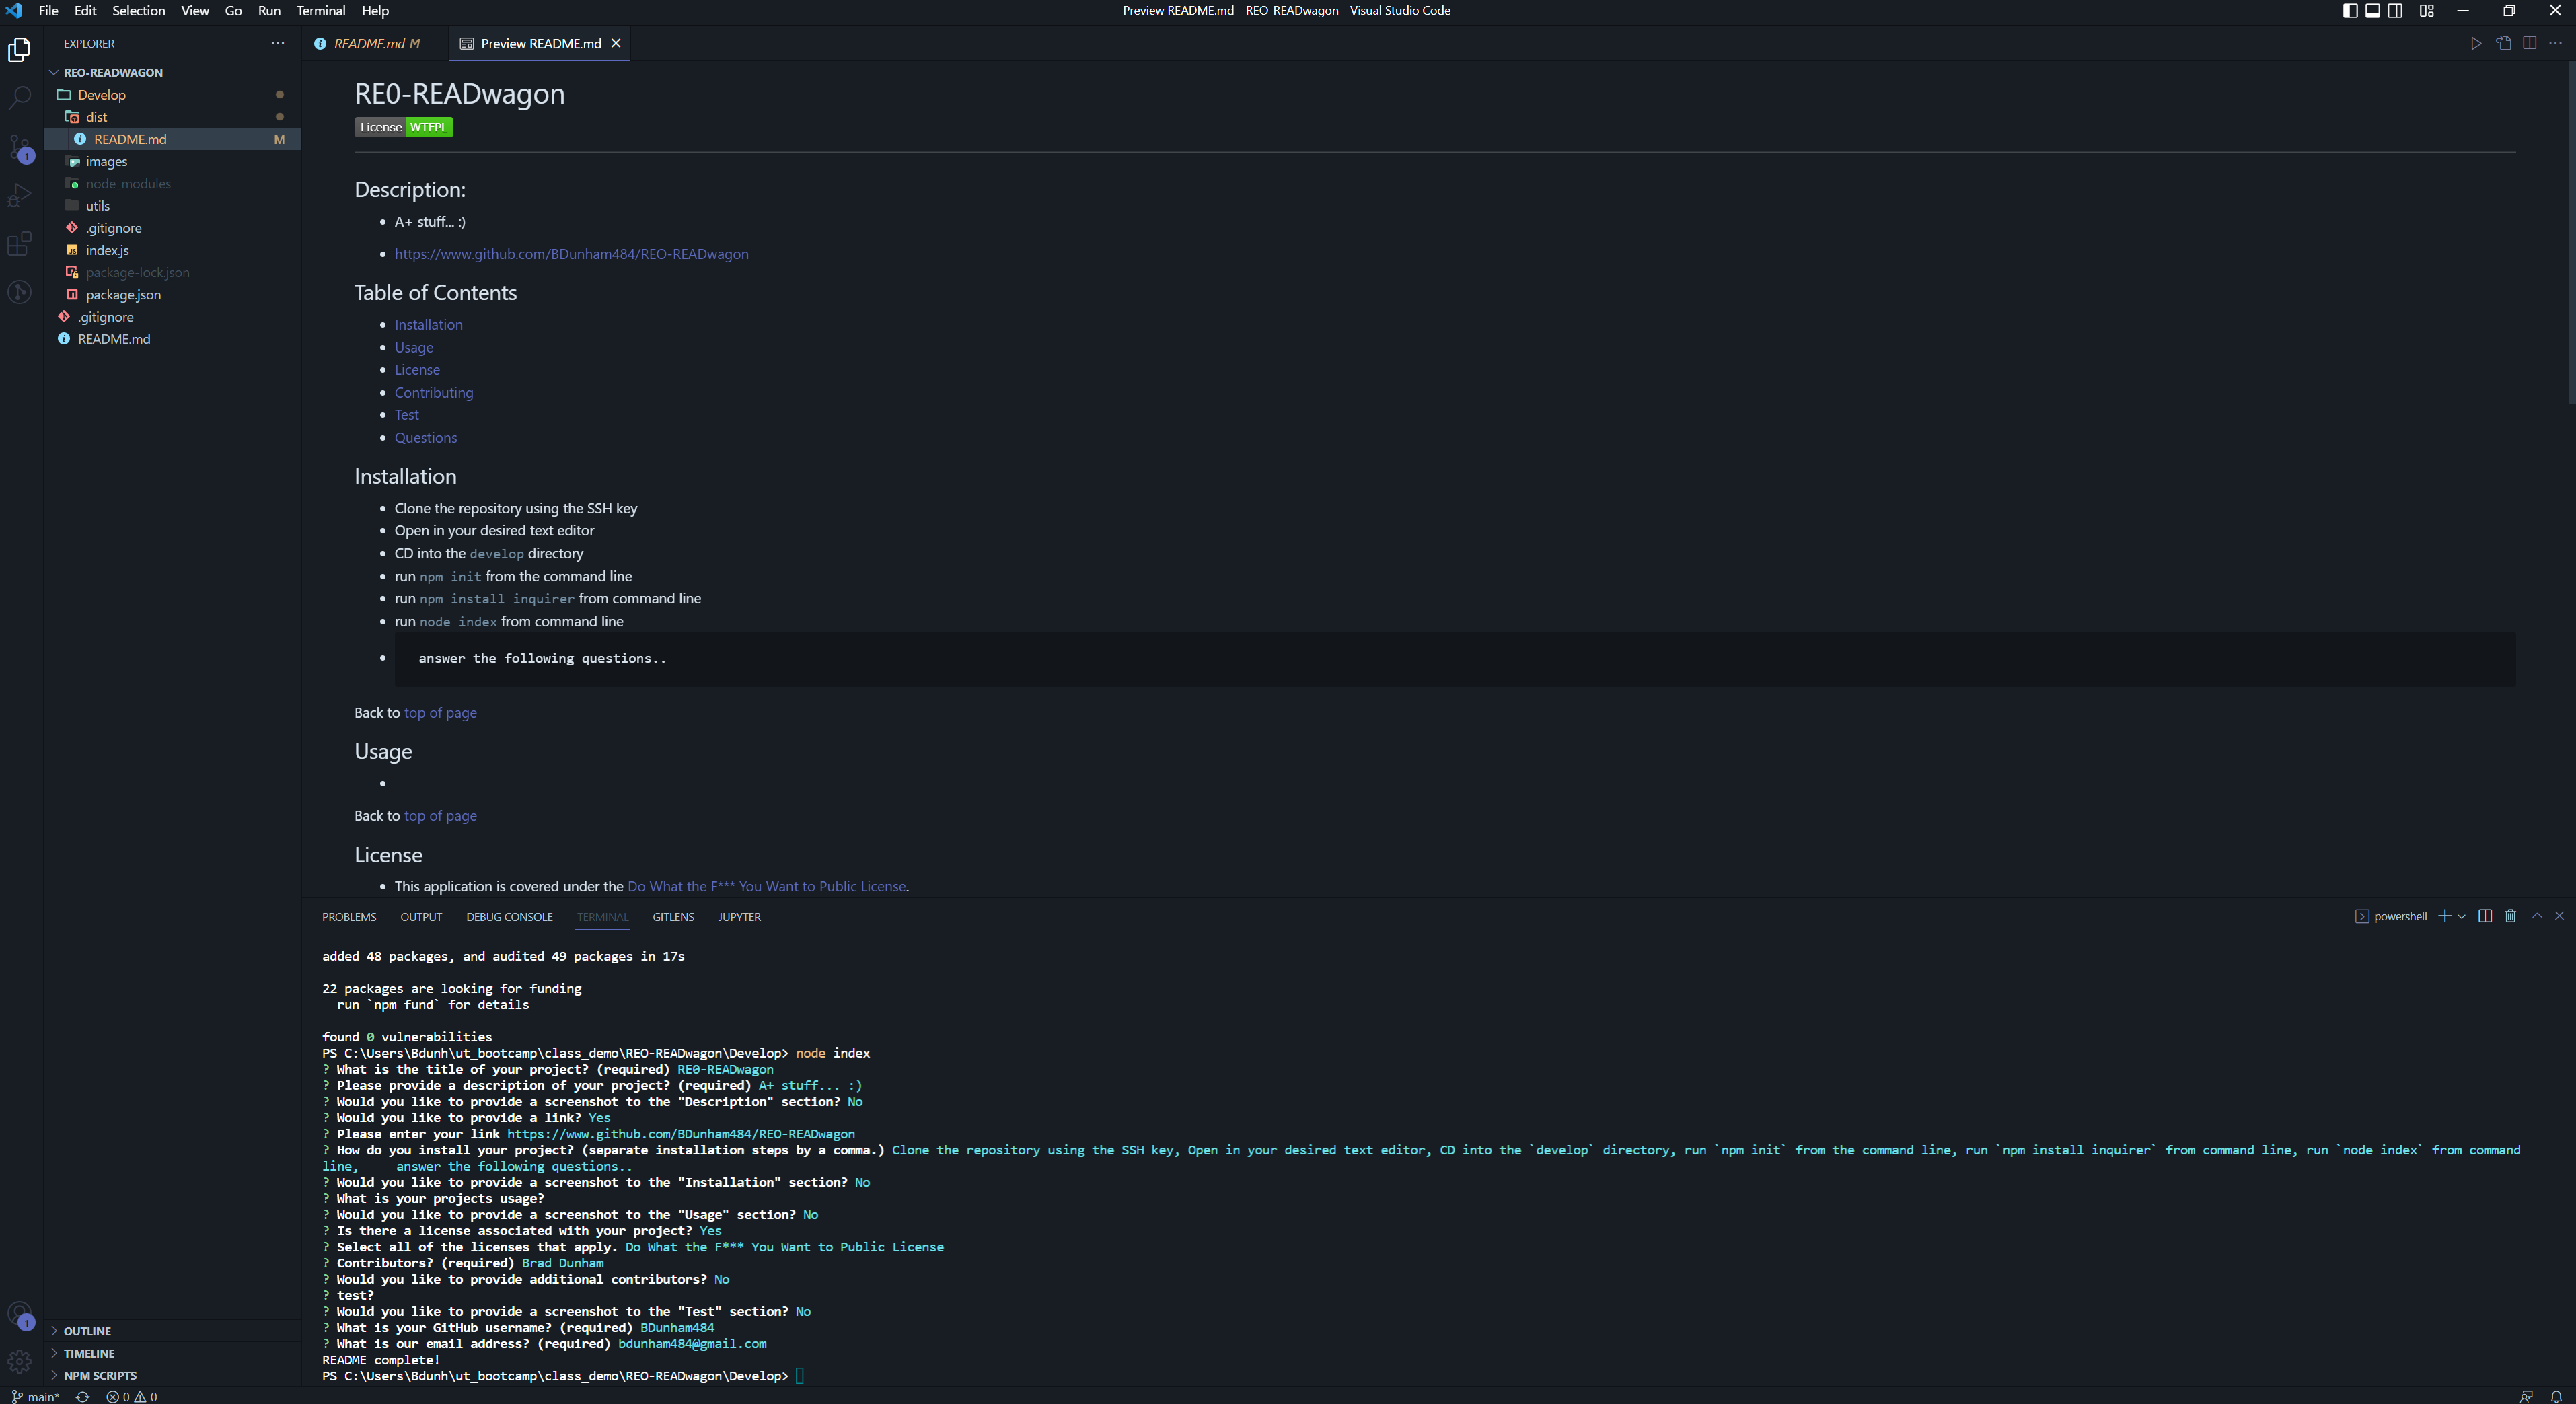 File Edit Selection View Go Run Terminal Help
Preview README.md - REO-READwagon - Visual Studio Code
EXPLORER
REO-READWAGON
Develop
dist
README.md M
images
node_modules
utils
.gitignore
index.js
package-lock.json
package.json
.gitignore
README.md
OUTLINE
TIMELINE
NPM SCRIPTS
1
1
README.md M
Preview README.md
RE0-READwagon
License WTFPL
Description:
A+ stuff... :)
https://www.github.com/BDunham484/REO-READwagon
Table of Contents
Installation
Usage
License
Contributing
Test
Questions
Installation
Clone the repository using the SSH key
Open in your desired text editor
CD into the develop directory
run npm init from the command line
run npm install inquirer from command line
run node index from command line
answer the following questions..
Back to top of page
Usage
Back to top of page
License
This application is covered under the Do What the F*** You Want to Public License.
PROBLEMS OUTPUT DEBUG CONSOLE TERMINAL GITLENS JUPYTER
powershell
added 48 packages, and audited 49 packages in 17s
22 packages are looking for funding
run `npm fund` for details
found 0 vulnerabilities
PS C:\Users\Bdunh\ut_bootcamp\class_demo\REO-READwagon\Develop> node index
? What is the title of your project? (required) RE0-READwagon
? Please provide a description of your project? (required) A+ stuff... :)
? Would you like to provide a screenshot to the "Description" section? No
? Would you like to provide a link? Yes
? Please enter your link https://www.github.com/BDunham484/REO-READwagon
? How do you install your project? (separate installation steps by a comma.) Clone the repository using the SSH key, Open in your desired text editor, CD into the `develop` directory, run `npm init` from the command line, run `npm install inquirer` from command line, run `node index` from command
line,     answer the following questions..
? Would you like to provide a screenshot to the "Installation" section? No
? What is your projects usage?
? Would you like to provide a screenshot to the "Usage" section? No
? Is there a license associated with your project? Yes
? Select all of the licenses that apply. Do What the F*** You Want to Public License
? Contributors? (required) Brad Dunham
? Would you like to provide additional contributors? No
? test?
? Would you like to provide a screenshot to the "Test" section? No
? What is your GitHub username? (required) BDunham484
? What is our email address? (required) bdunham484@gmail.com
README complete!
PS C:\Users\Bdunh\ut_bootcamp\class_demo\REO-READwagon\Develop>
main* 0 0